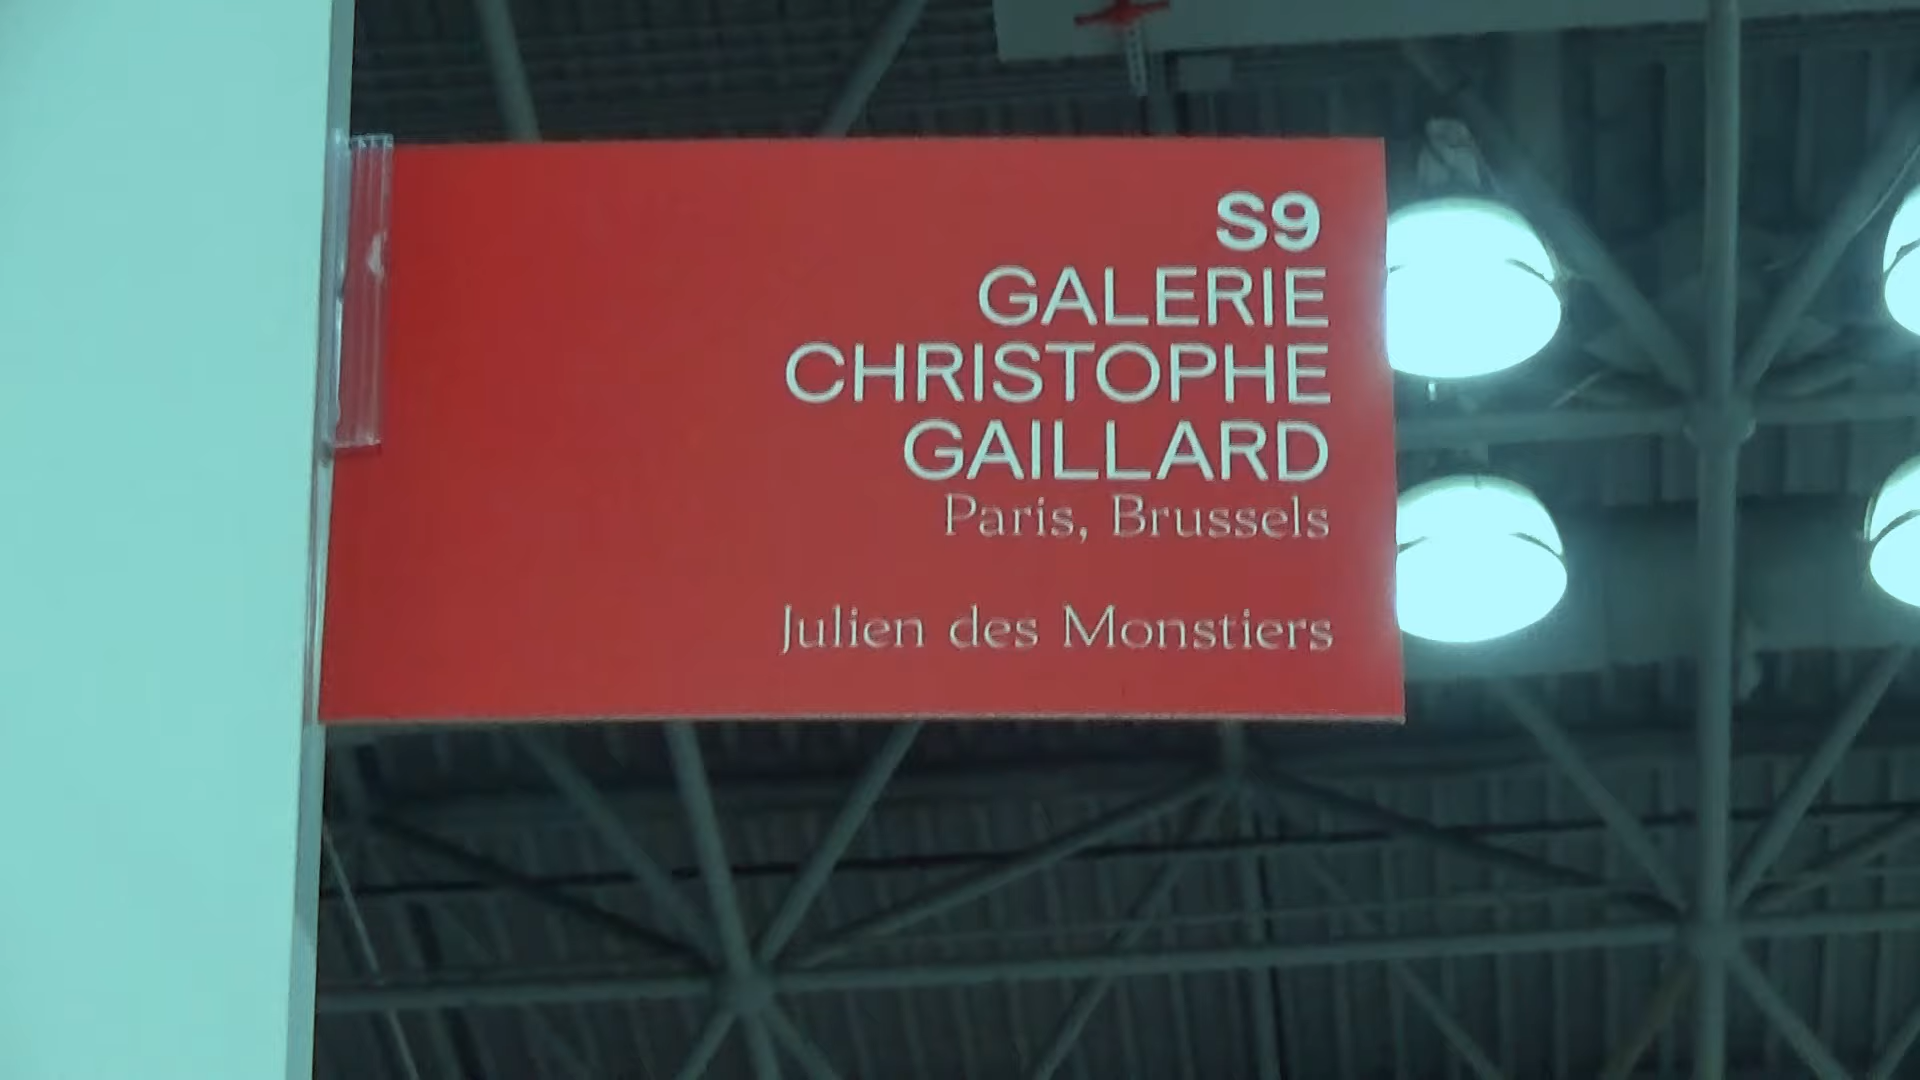 S9
GALERIE
CHRISTOPHE
GAILLARD
Paris, Brussels
Julien des Monstiers